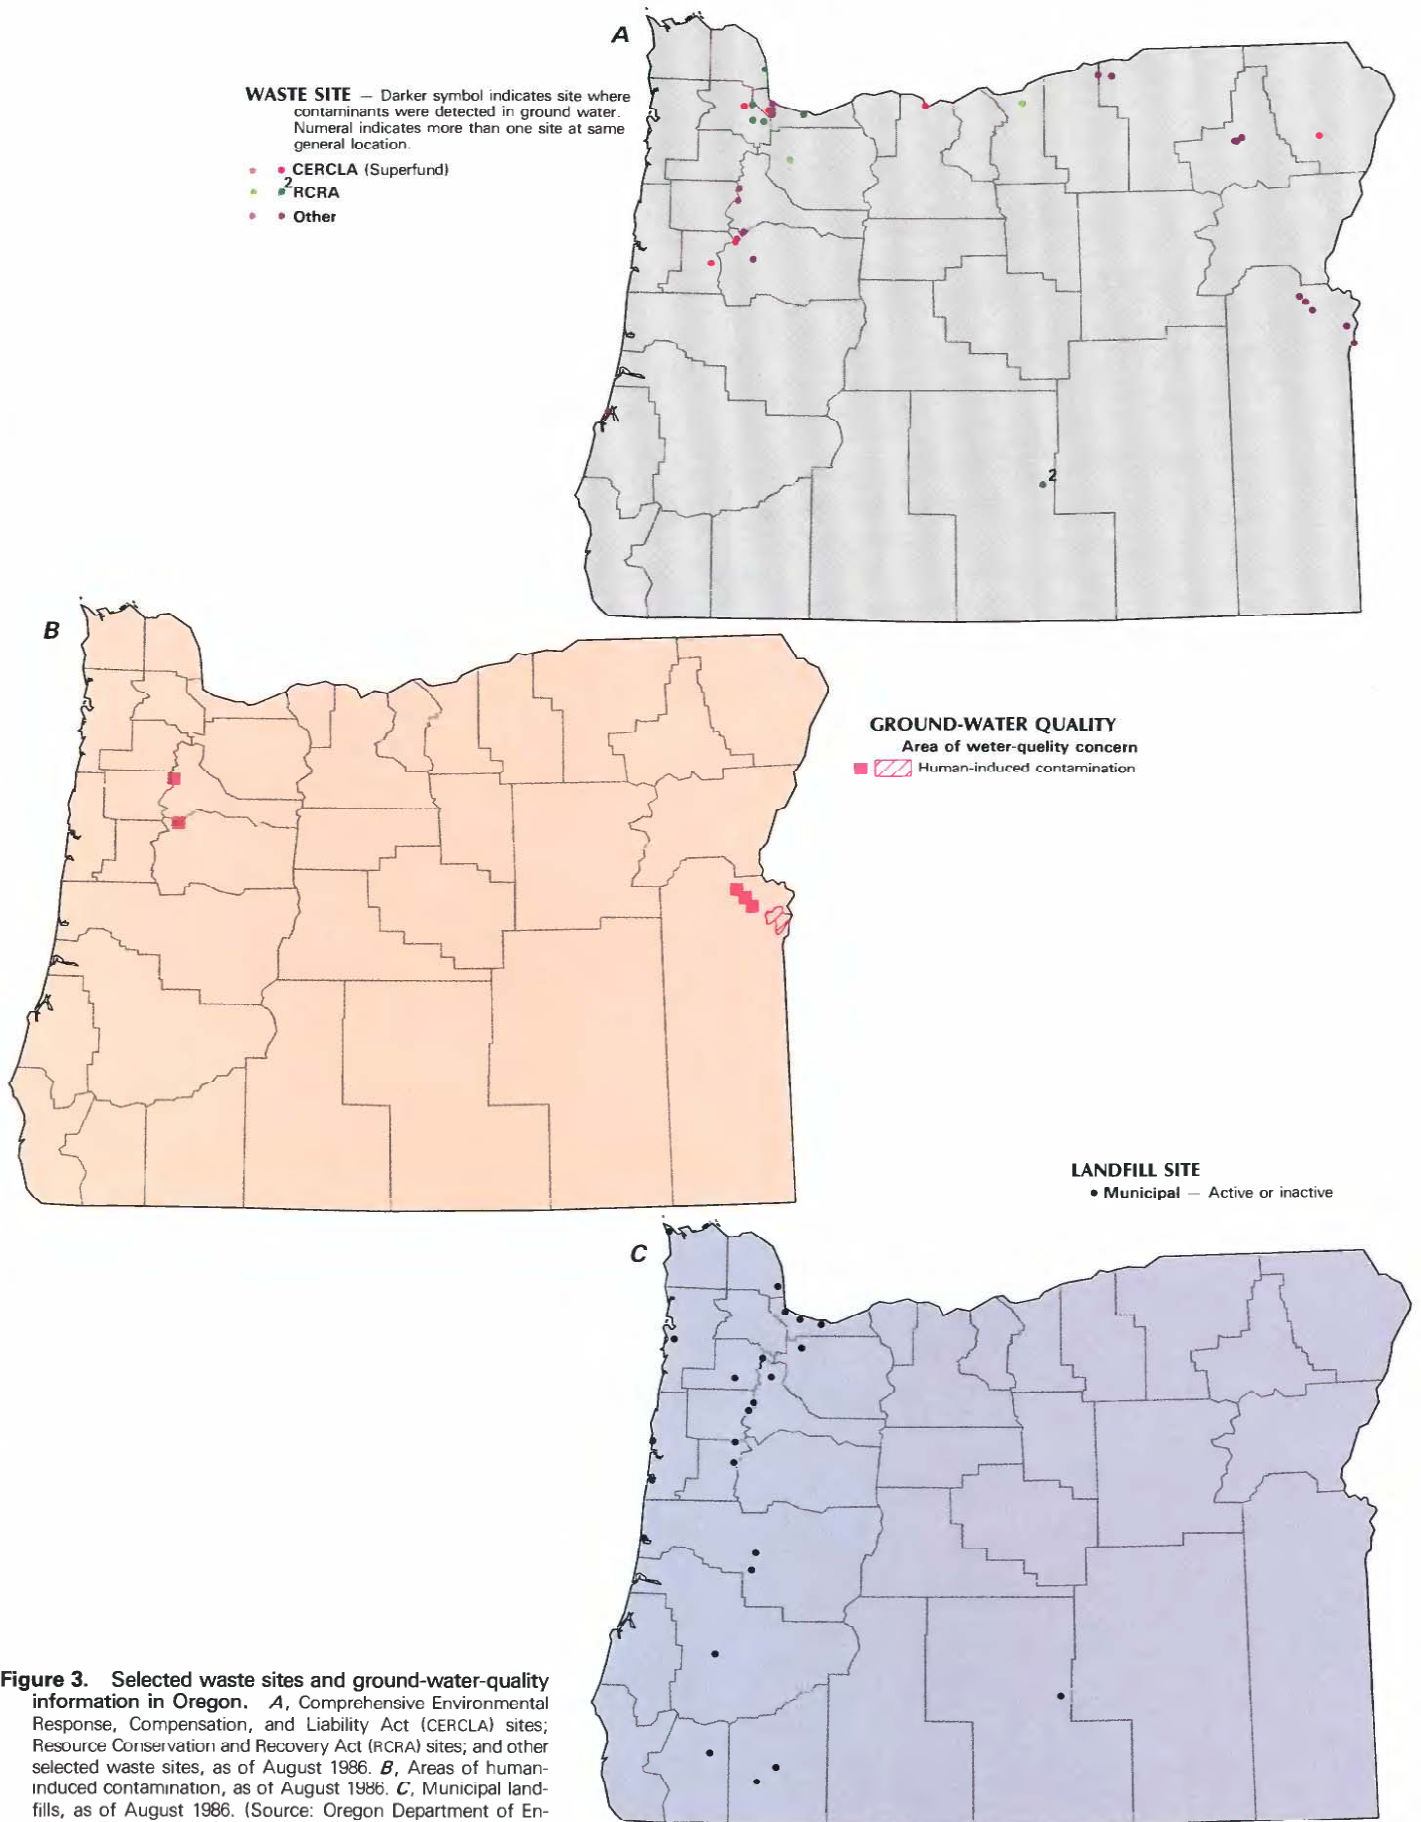 A
WASTE SITE — Darker symbol indicates site where
contaminants were detected in ground water.
Numeral indicates more than one site at same
general location.
CERCLA (Superfund)
2
RCRA
Other
2
B
GROUND-WATER QUALITY
Area of weter-quelity concern
Human-induced contamination
LANDFILL SITE
Municipal — Active or inactive
C
Figure 3. Selected waste sites and ground-water-quality
information in Oregon. A, Comprehensive Environmental
Response, Compensation, and Liability Act (CERCLA) sites;
Resource Conservation and Recovery Act (RCRA) sites; and other
selected waste sites, as of August 1986. B, Areas of human-
induced contamination, as of August 1986. C, Municipal land-
fills, as of August 1986. (Source: Oregon Department of En-